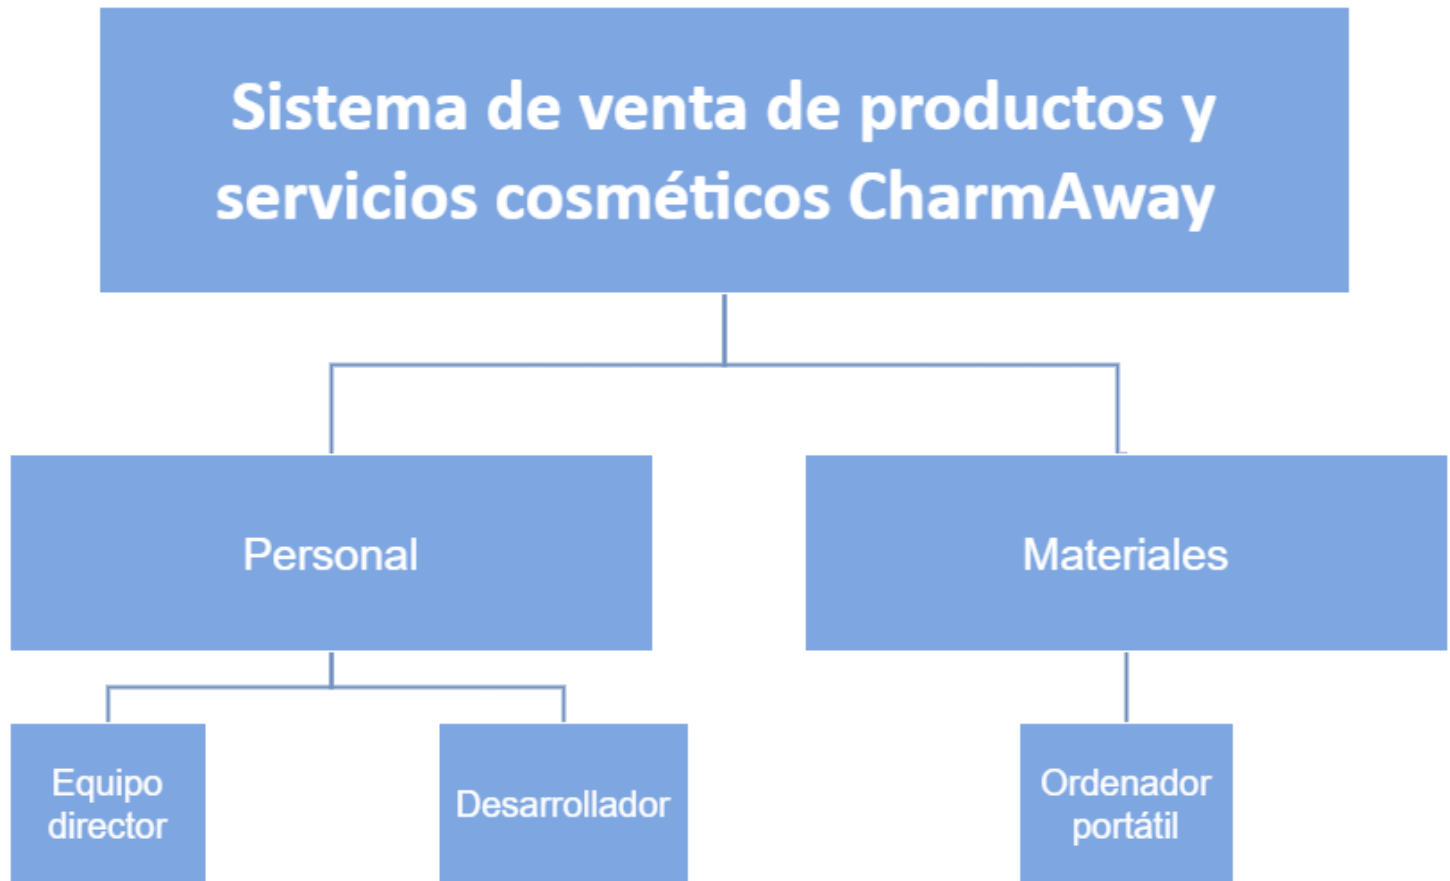 Sistema de venta de productos y
servicios cosméticos CharmAway
Personal
Materiales
Equipo
director
Desarrollador
Ordenador
portátil